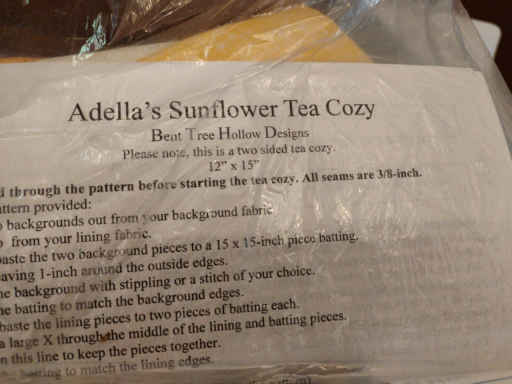 Adella's Sunflower Tea Cozy
Bent Tree Hollow Designs
Please note, this is a two sided tea cozy.
12" x 15"
d through the pattern before starting the tea cozy. All seams are 3/8-inch.
attern provided:
o backgrounds out from your background fabric
o from your lining fabric.
baste the two background pieces to a 15 x 15-inch piece batting.
eaving 1-inch around the outside edges.
he background with stippling or a stitch of your choice.
he batting to match the background edges.
baste the lining pieces to two pieces of batting each.
a large X through the middle of the lining and batting pieces.
n this line to keep the pieces together.
batting to match the lining edges.